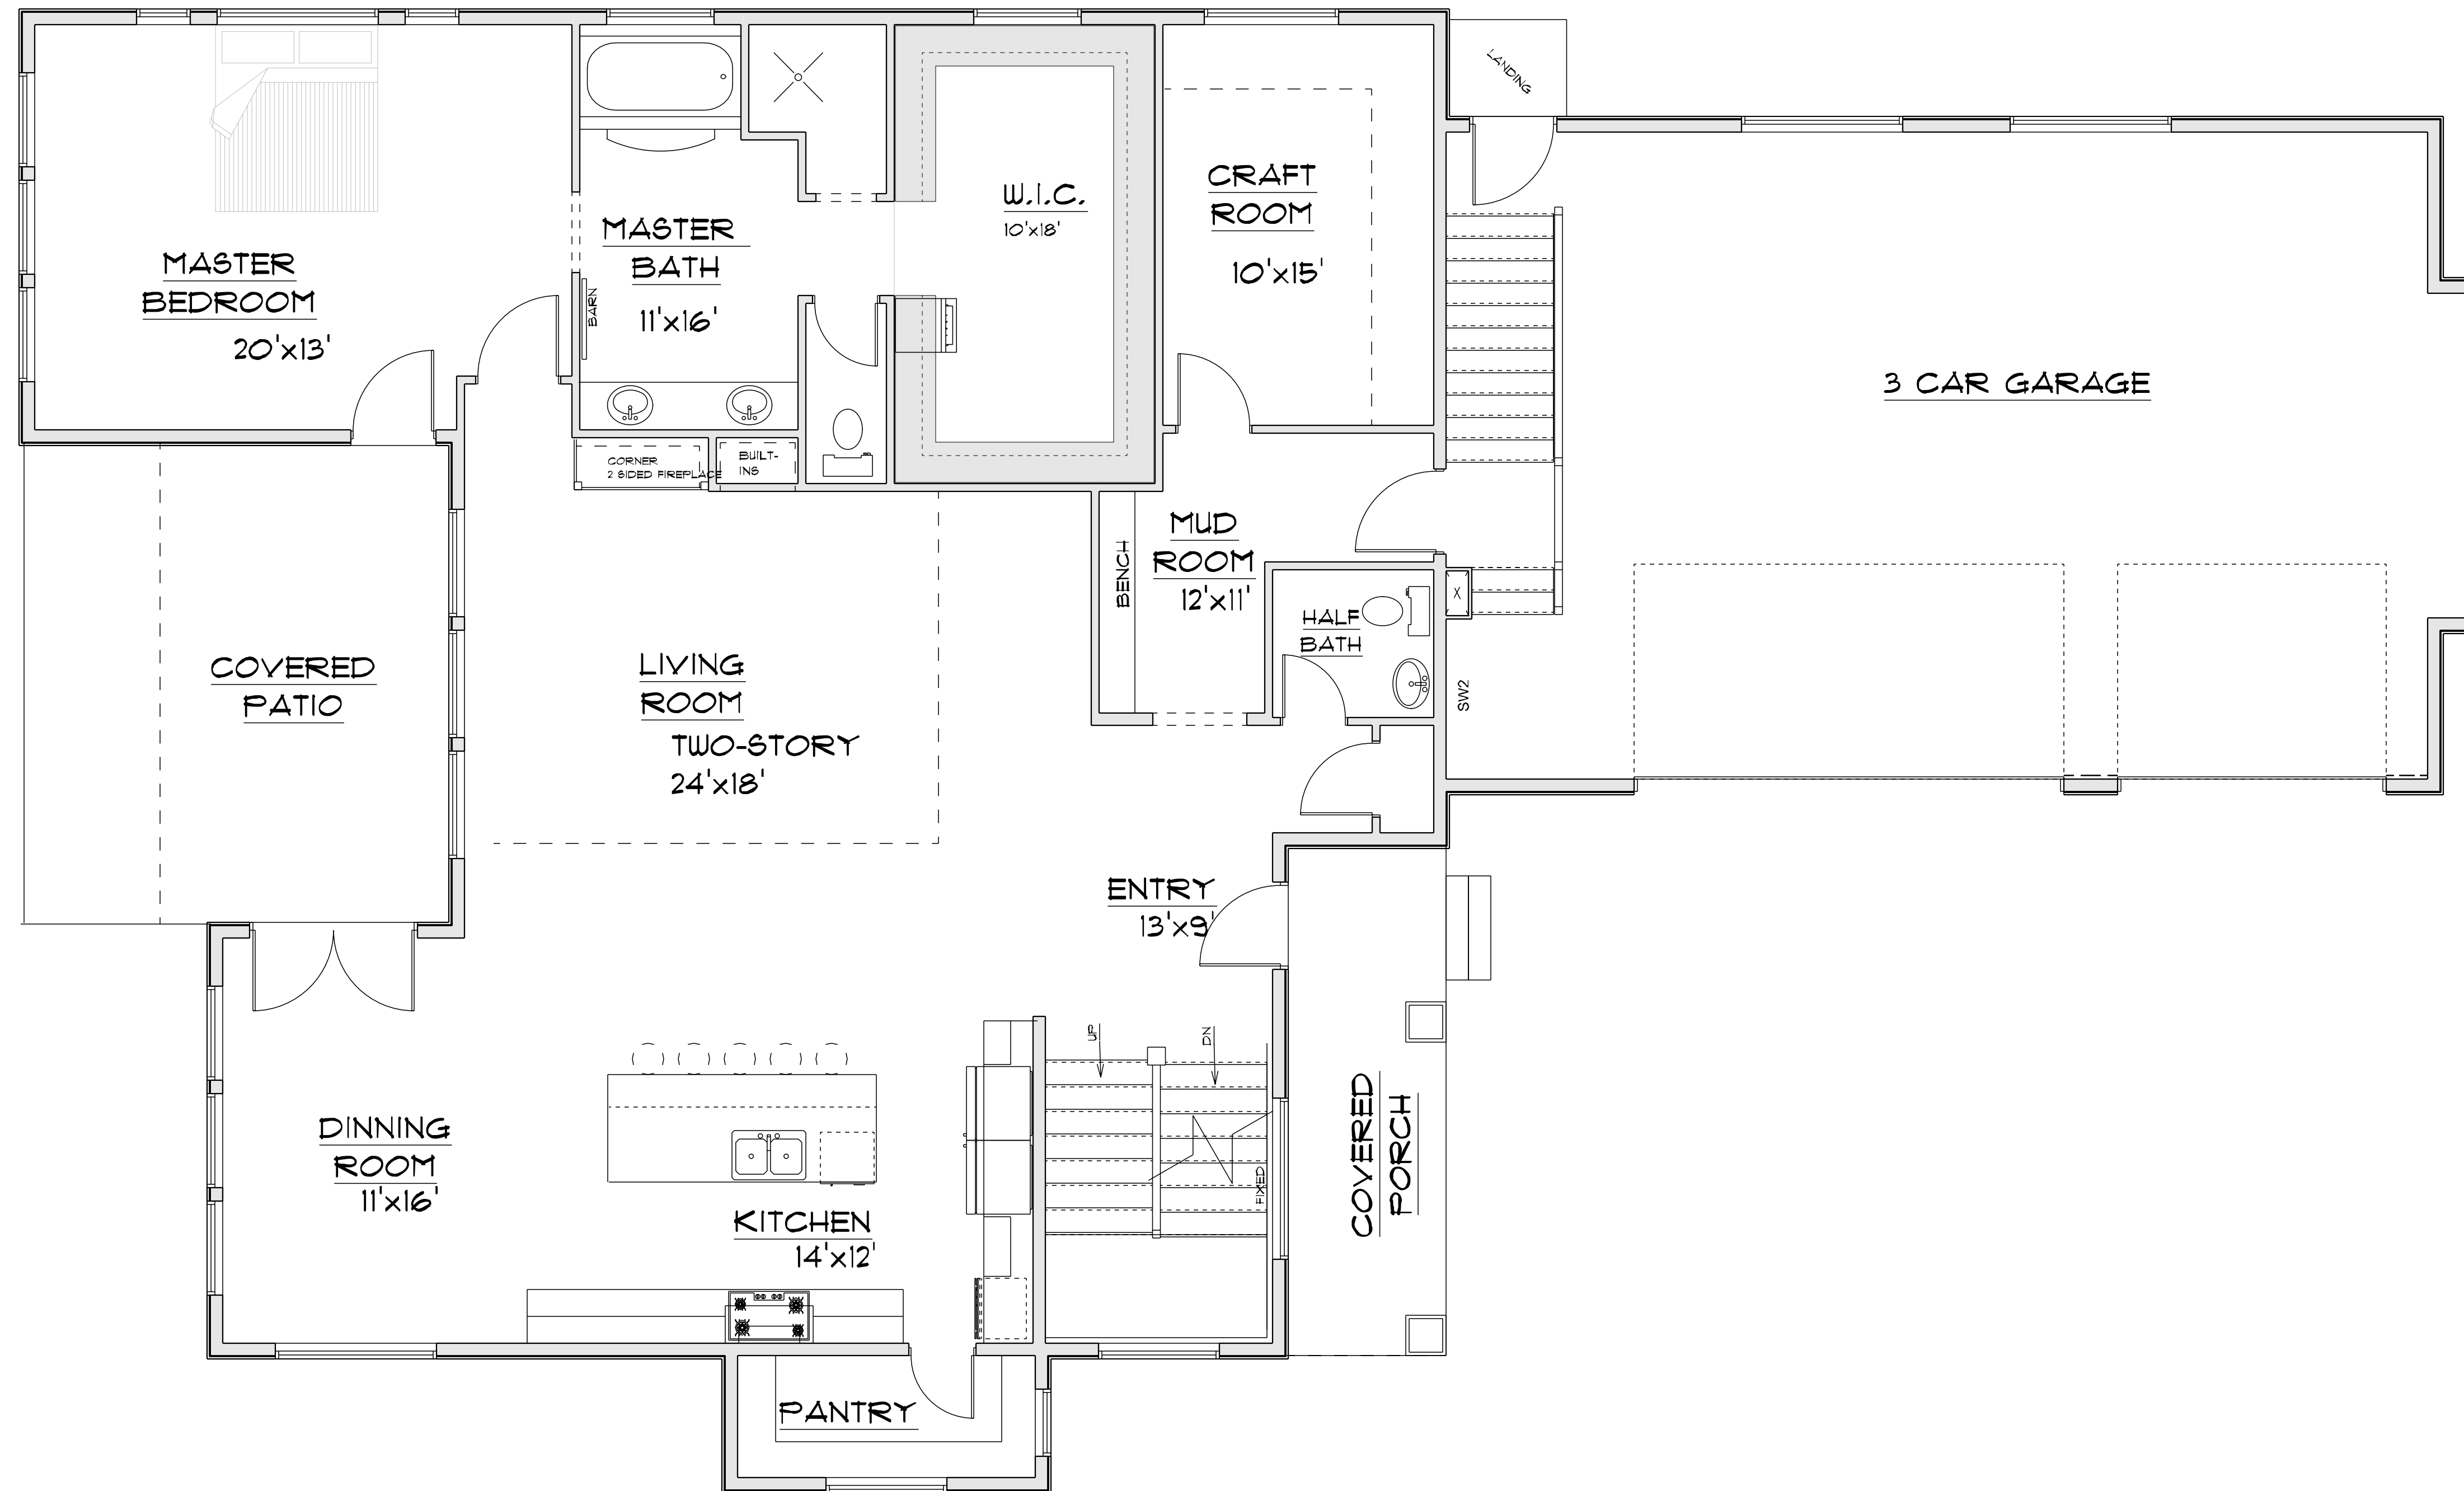 LANDING
MASTER
BEDROOM
20'x13'
MASTER
BATH
11'x16'
BARN
W.I.C.
10'x18'
CRAFT
ROOM
10'x15'
3 CAR GARAGE
CORNER
2 SIDED FIREPLACE
BUILT-
INS
BENCH
MUD
ROOM
12'x11'
HALF
BATH
SW2
COVERED
PATIO
LIVING
ROOM
TWO-STORY
24'x18'
ENTRY
13'x9'
UP
DN
FIXED
COVERED
PORCH
DINNING
ROOM
11'x16'
KITCHEN
14'x12'
PANTRY